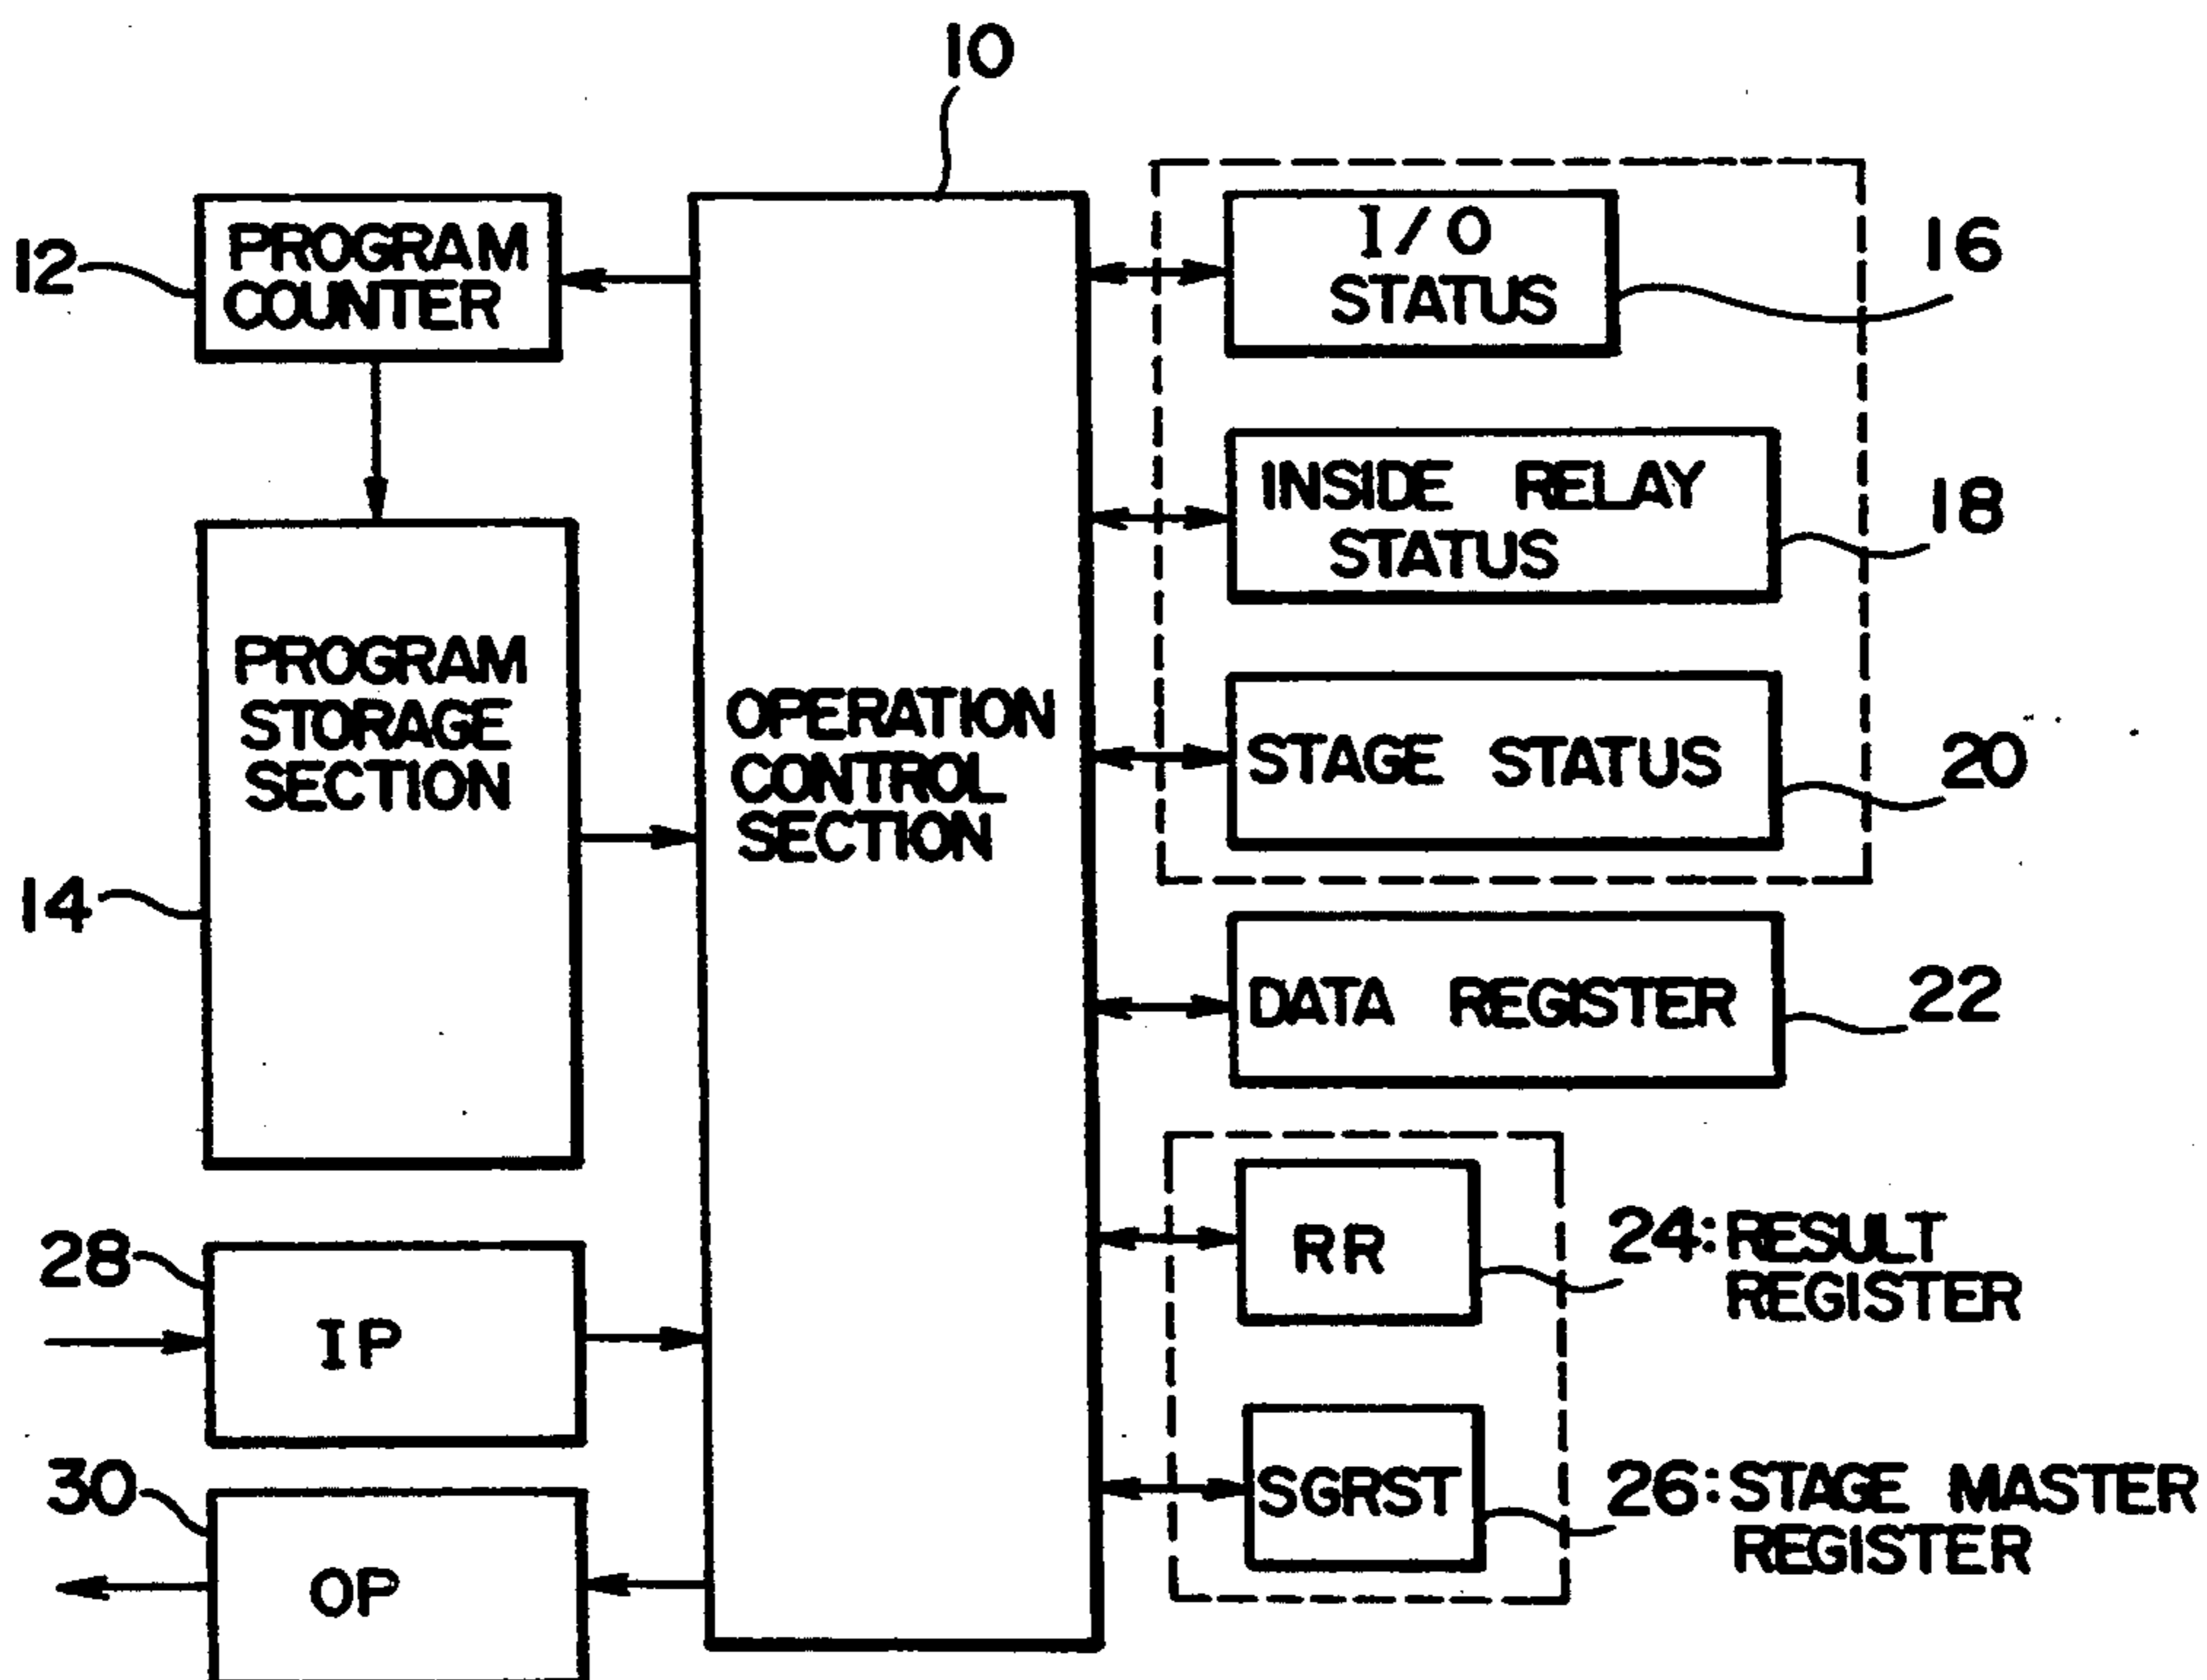 10
12
PROGRAM
COUNTER
I/O
STATUS
16
INSIDE RELAY
STATUS
18
PROGRAM
STORAGE
SECTION
14
OPERATION
CONTROL
SECTION
STAGE STATUS
20
DATA REGISTER
22
28
IP
RR
24: RESULT
REGISTER
30
OP
SGRST
26: STAGE MASTER
REGISTER